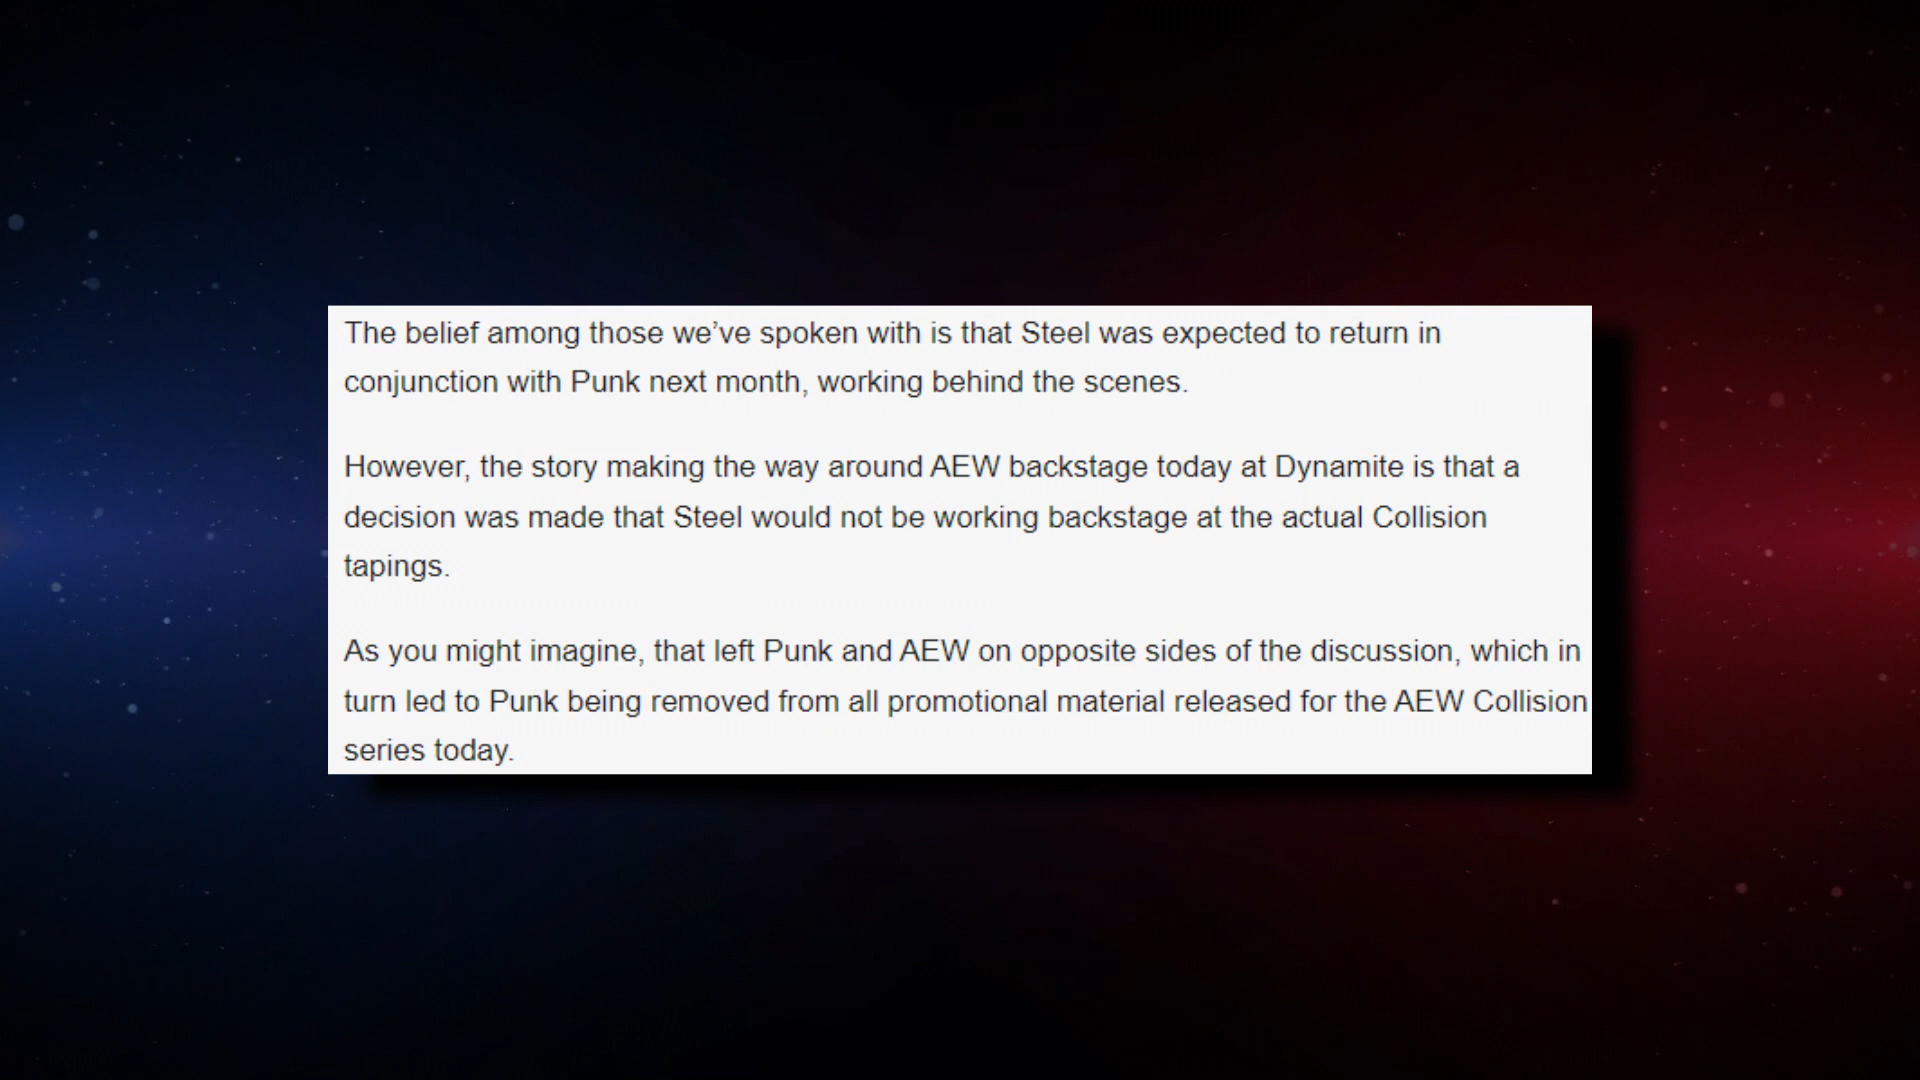 The belief among those we’ve spoken with is that Steel was expected to return in
conjunction with Punk next month, working behind the scenes.
However, the story making the way around AEW backstage today at Dynamite is that a
decision was made that Steel would not be working backstage at the actual Collision
tapings.
As you might imagine, that left Punk and AEW on opposite sides of the discussion, which in
turn led to Punk being removed from all promotional material released for the AEW Collision
series today.